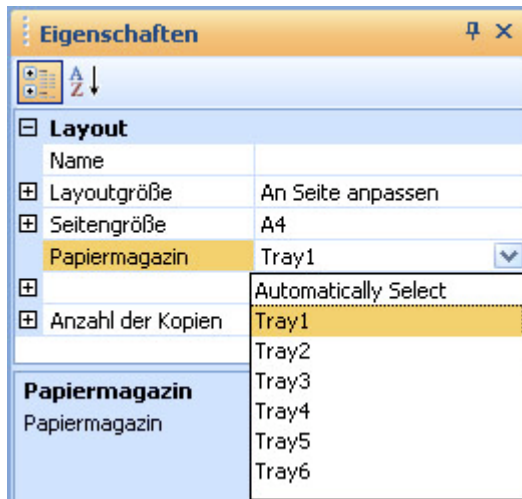 Eigenschaften
A
Z
Layout
Name
Layoutgröße An Seite anpassen
Seitengröße A4
Papiermagazin Tray1
Automatically Select
Anzahl der Kopien Tray1
Tray2
Tray3
Papiermagazin
Papiermagazin Tray4
Tray5
Tray6